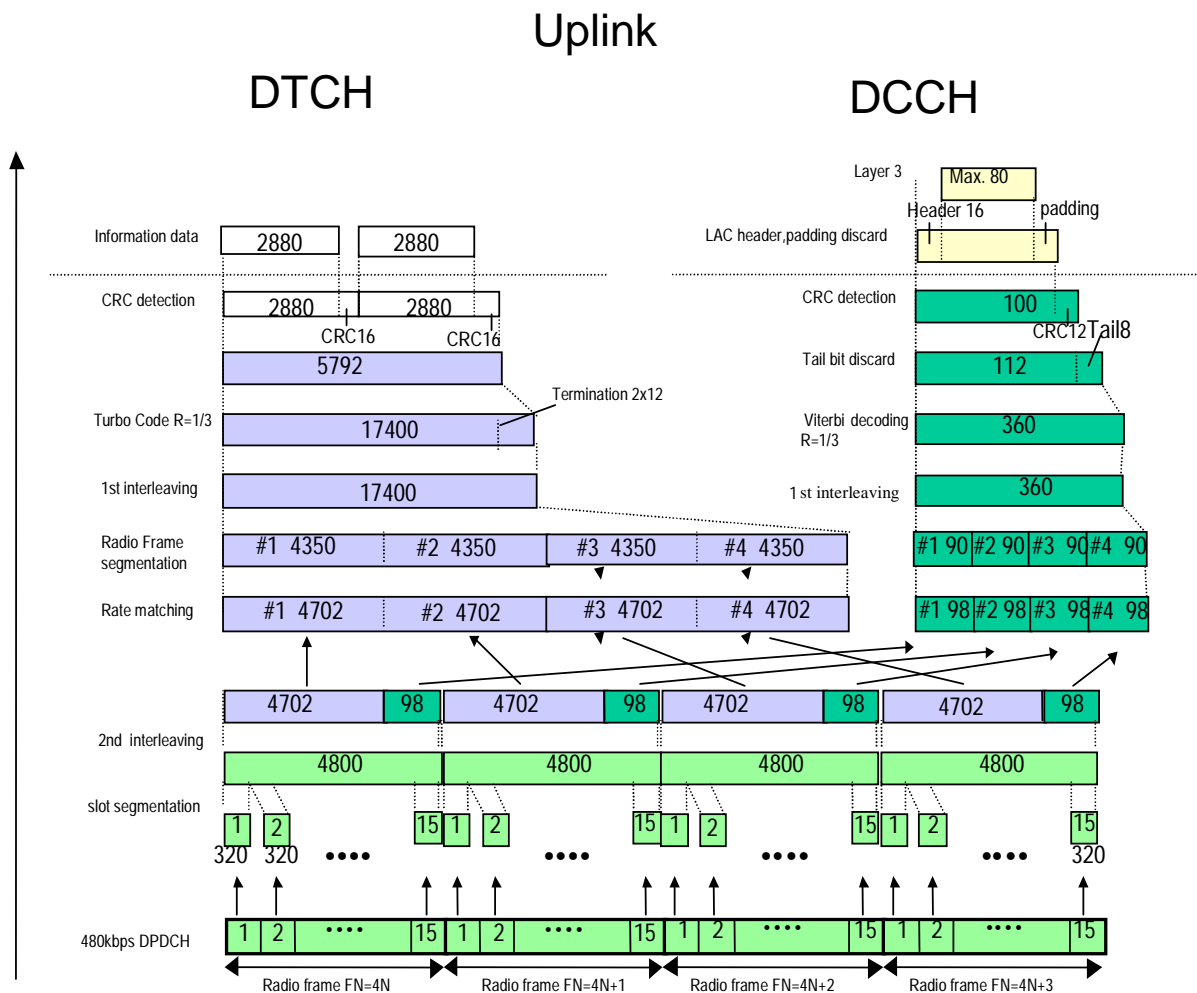 Uplink
DTCH
DCCH
Layer 3
Max. 80
Header 16
padding
Information data
2880
2880
LAC header,padding discard
CRC detection
2880
2880
CRC16
CRC16
CRC detection
100
CRC12
5792
Tail bit discard
112
Tail8
Termination 2x12
Turbo Code R=1/3
17400
Viterbi decoding
R=1/3
360
1st interleaving
17400
1st interleaving
360
Radio Frame
segmentation
#1 4350
#2 4350
#3 4350
#4 4350
#1 90
#2 90
#3 90
#4 90
Rate matching
#1 4702
#2 4702
#3 4702
#4 4702
#1 98
#2 98
#3 98
#4 98
4702
98
4702
98
4702
98
4702
98
2nd interleaving
4800
4800
4800
4800
slot segmentation
1
2
15
1
2
15
1
2
15
1
2
15
320
320
••••
••••
••••
••••
320
480kbps DPDCH
1
2
••••
15
1
2
••••
15
1
2
••••
15
1
2
••••
15
Radio frame FN=4N
Radio frame FN=4N+1
Radio frame FN=4N+2
Radio frame FN=4N+3